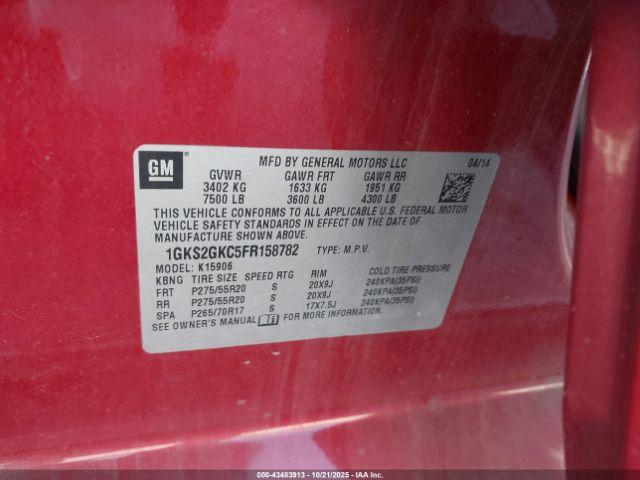 GM
®
MFD BY GENERAL MOTORS LLC 04/14
GVWR GAWR FRT GAWR RR
3402 KG 1633 KG 1951 KG
7500 LB 3600 LB 4300 LB
THIS VEHICLE CONFORMS TO ALL APPLICABLE U.S. FEDERAL MOTOR
VEHICLE SAFETY STANDARDS IN EFFECT ON THE DATE OF
MANUFACTURE SHOWN ABOVE.
1GKS2GKC5FR158782 TYPE: M.P.V.
MODEL: K15906
KBNG TIRE SIZE SPEED RTG RIM COLD TIRE PRESSURE
FRT P275/55R20 S 20X9J 240KPA(35PSI)
RR P275/55R20 S 20X9J 240KPA(35PSI)
SPA P265/70R17 S 17X7.5J 240KPA(35PSI)
SEE OWNER'S MANUAL FOR MORE INFORMATION.
000-43483913 - 10/21/2025 - IAAI.COM